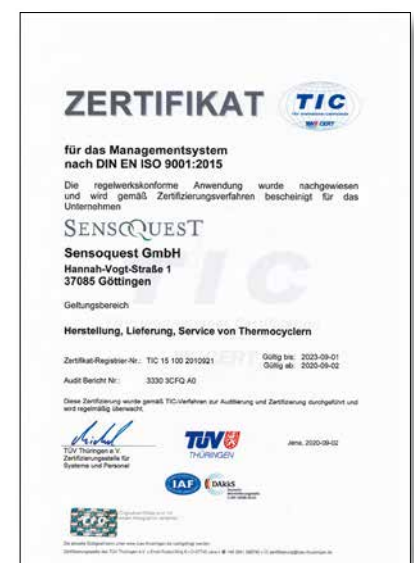 ZERTIFIKAT
TIC
TÜV CERT
für das Managementsystem
nach DIN EN ISO 9001:2015
Die regelwerkskonforme Anwendung wurde nachgewiesen
und wird gemäß Zertifizierungsverfahren bescheinigt für das
Unternehmen
SENSOQUEST
Sensoquest GmbH
Hannah-Vogt-Straße 1
37085 Göttingen
Geltungsbereich
Herstellung, Lieferung, Service von Thermocyclern
Zertifikat-Registrier-Nr.: TIC 15 100 2010921
Gültig bis: 2023-09-01
Gültig ab: 2020-09-02
Audit Bericht Nr.: 3330 3CFQ A0
Diese Zertifizierung wurde gemäß TIC-Verfahren zur Auditierung und Zertifizierung durchgeführt und
wird regelmäßig überwacht.
TÜV Thüringen e.V.
Zertifizierungsstelle für
Systeme und Personal
TÜV
THÜRINGEN
Jena, 2020-09-02
IAF
DAkkS